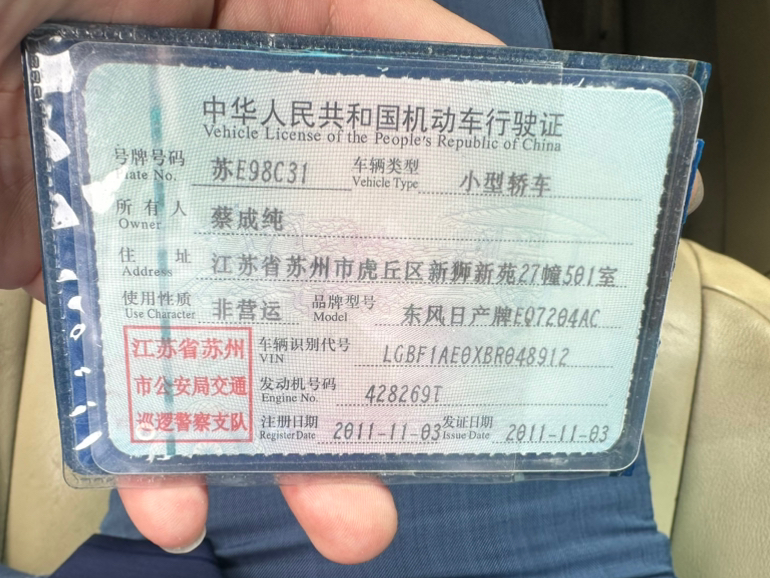 中华人民共和国机动车行驶证
Vehicle License of the People's Republic of China
号牌号码 苏E98C31 车辆类型 小型轿车
Plate No. Vehicle Type
所有人 蔡成纯
Owner
住址 江苏省苏州市虎丘区新狮新苑27幢501室
Address
使用性质 非营运 品牌型号 东风日产牌EQ7204AC
Use Character Model
江苏省苏州
市公安局交通
巡逻警察支队
车辆识别代号 LGBF1AE0XBR048912
VIN
发动机号码 428269T
Engine No.
注册日期 2011-11-03 发证日期 2011-11-03
Register Date Issue Date